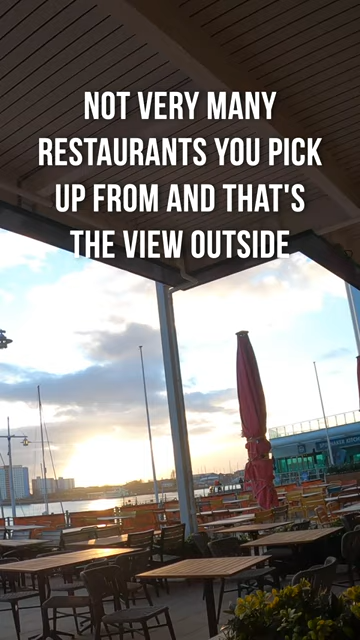 NOT VERY MANY
RESTAURANTS YOU PICK
UP FROM AND THAT'S
THE VIEW OUTSIDE